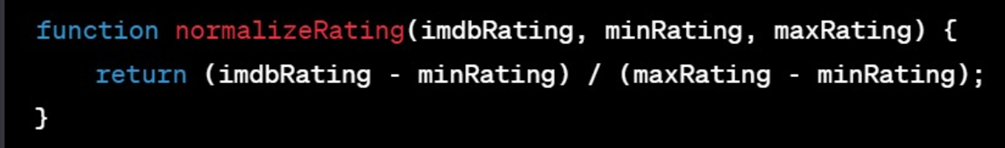 function normalizeRating(imdbRating, minRating, maxRating) {
    return (imdbRating - minRating) / (maxRating - minRating);
}